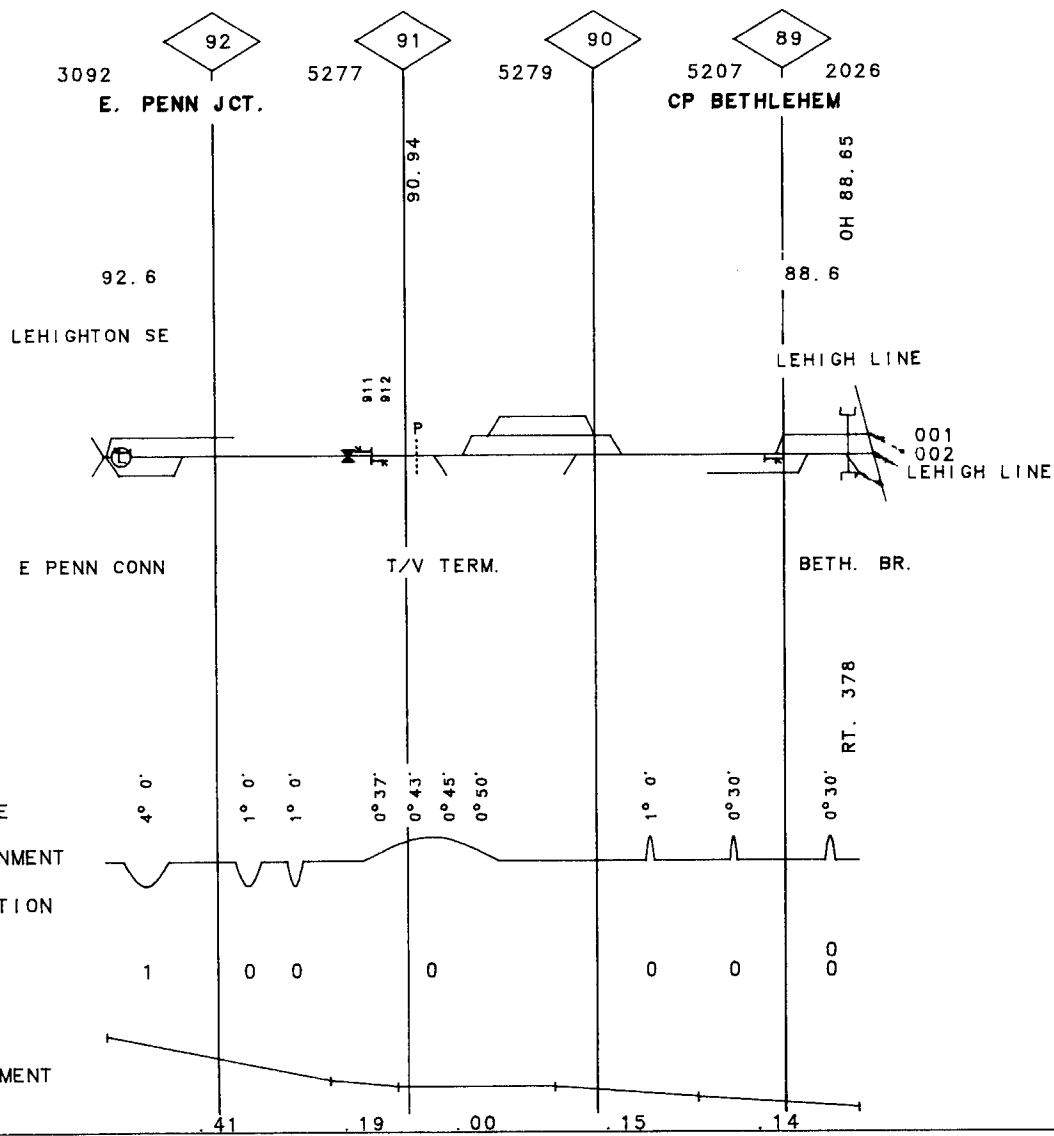 92 91 90 89
3092 5277 5279 5207 2026
E. PENN JCT. CP BETHLEHEM
90.94
OH 88.65
92.6 88.6
LEHIGHTON SE
LEHIGH LINE
911
912
P
001
002
L
LEHIGH LINE
E PENN CONN T/V TERM. BETH. BR.
RT. 378
4° 0' 1° 0' 1° 0' 0°37' 0°43' 0°45' 0°50' 1° 0' 0°30' 0°30'
E
NMENT
TION
0
1 0 0 0 0 0 0
MENT
.41 .19 .00 .15 .14